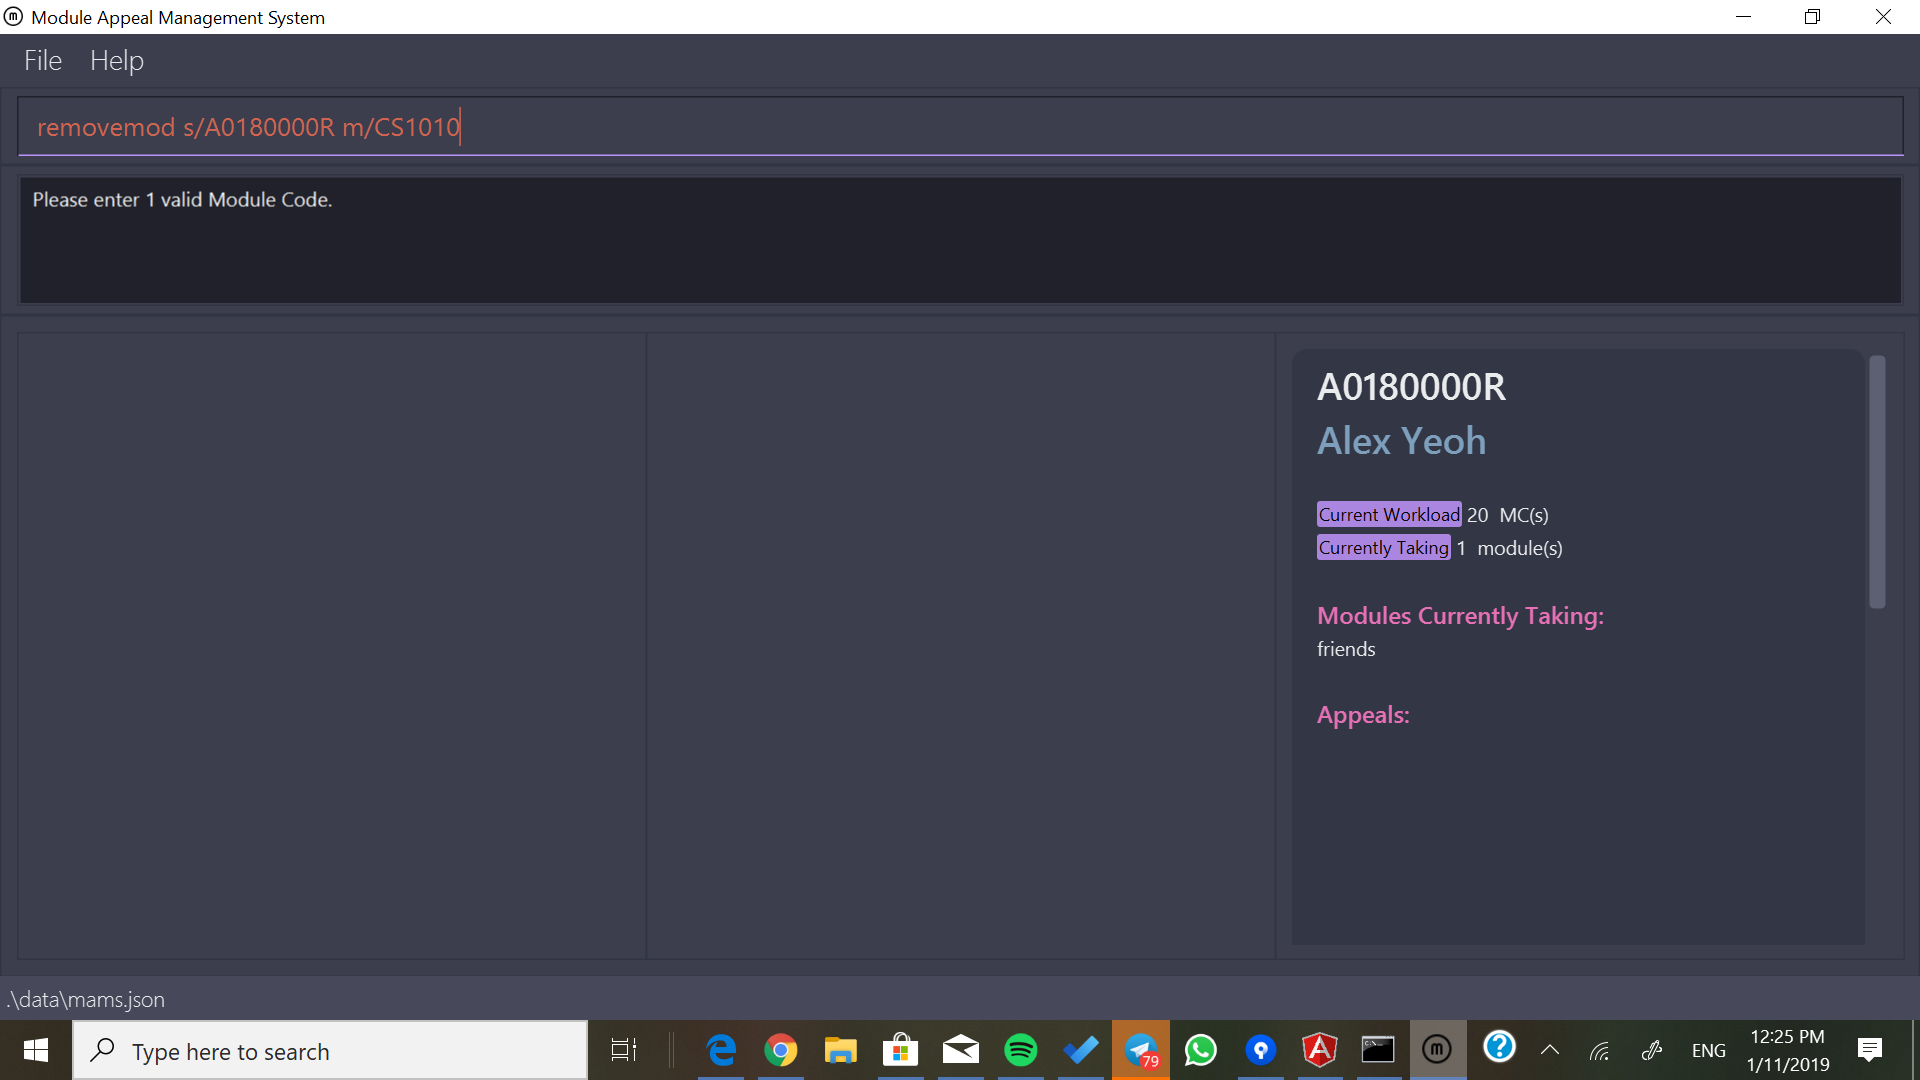 Module Appeal Management System
File Help
removemod s/A0180000R m/CS1010
Please enter 1 valid Module Code.
A0180000R
Alex Yeoh
Current Workload 20 MC(s)
Currently Taking 1 module(s)
Modules Currently Taking:
friends
Appeals:
.\data\mams.json
Type here to search
79
ENG
12:25 PM
1/11/2019